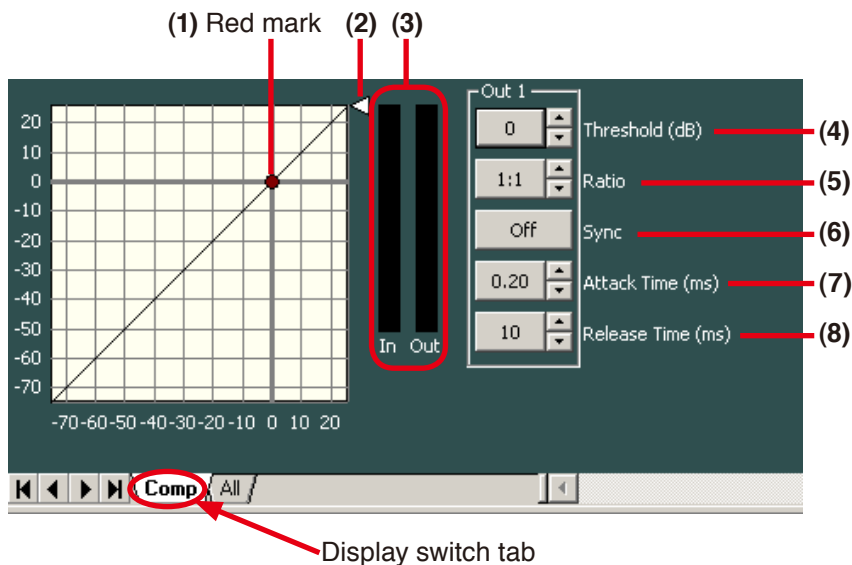 (1) Red mark (2) (3)
Out 1
20
10
0
-10
-20
-30
-40
-50
-60
-70
-70-60-50-40-30-20-10 0 10 20
In Out
0 Threshold (dB) (4)
1:1 Ratio (5)
Off Sync (6)
0.20 Attack Time (ms) (7)
10 Release Time (ms) (8)
Comp All
Display switch tab